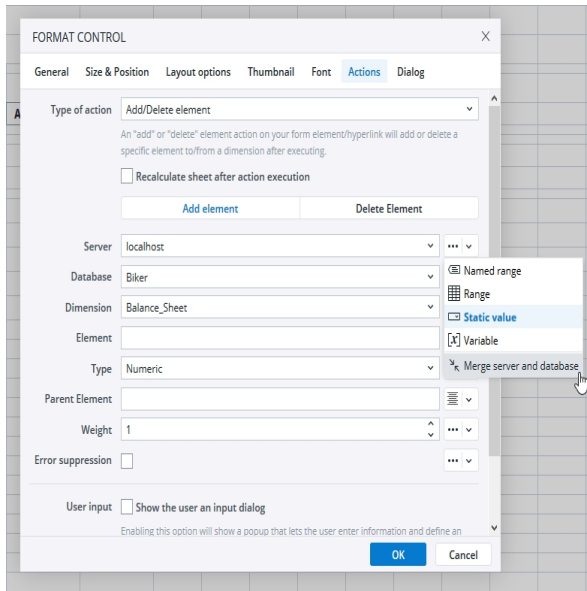 FORMAT CONTROL
General Size & Position Layout options Thumbnail Font Actions Dialog
A
Type of action Add/Delete element
An "add" or "delete" element action on your form element/hyperlink will add or delete a
specific element to/from a dimension after executing.
Recalculate sheet after action execution
Add element Delete Element
Server localhost
Named range
Database Biker
Range
Dimension Balance_Sheet
Static value
Element
[x] Variable
Type Numeric
Merge server and database
Parent Element
Weight 1
Error suppression
User input Show the user an input dialog
Enabling this option will show a popup that lets the user enter information and define an
OK Cancel